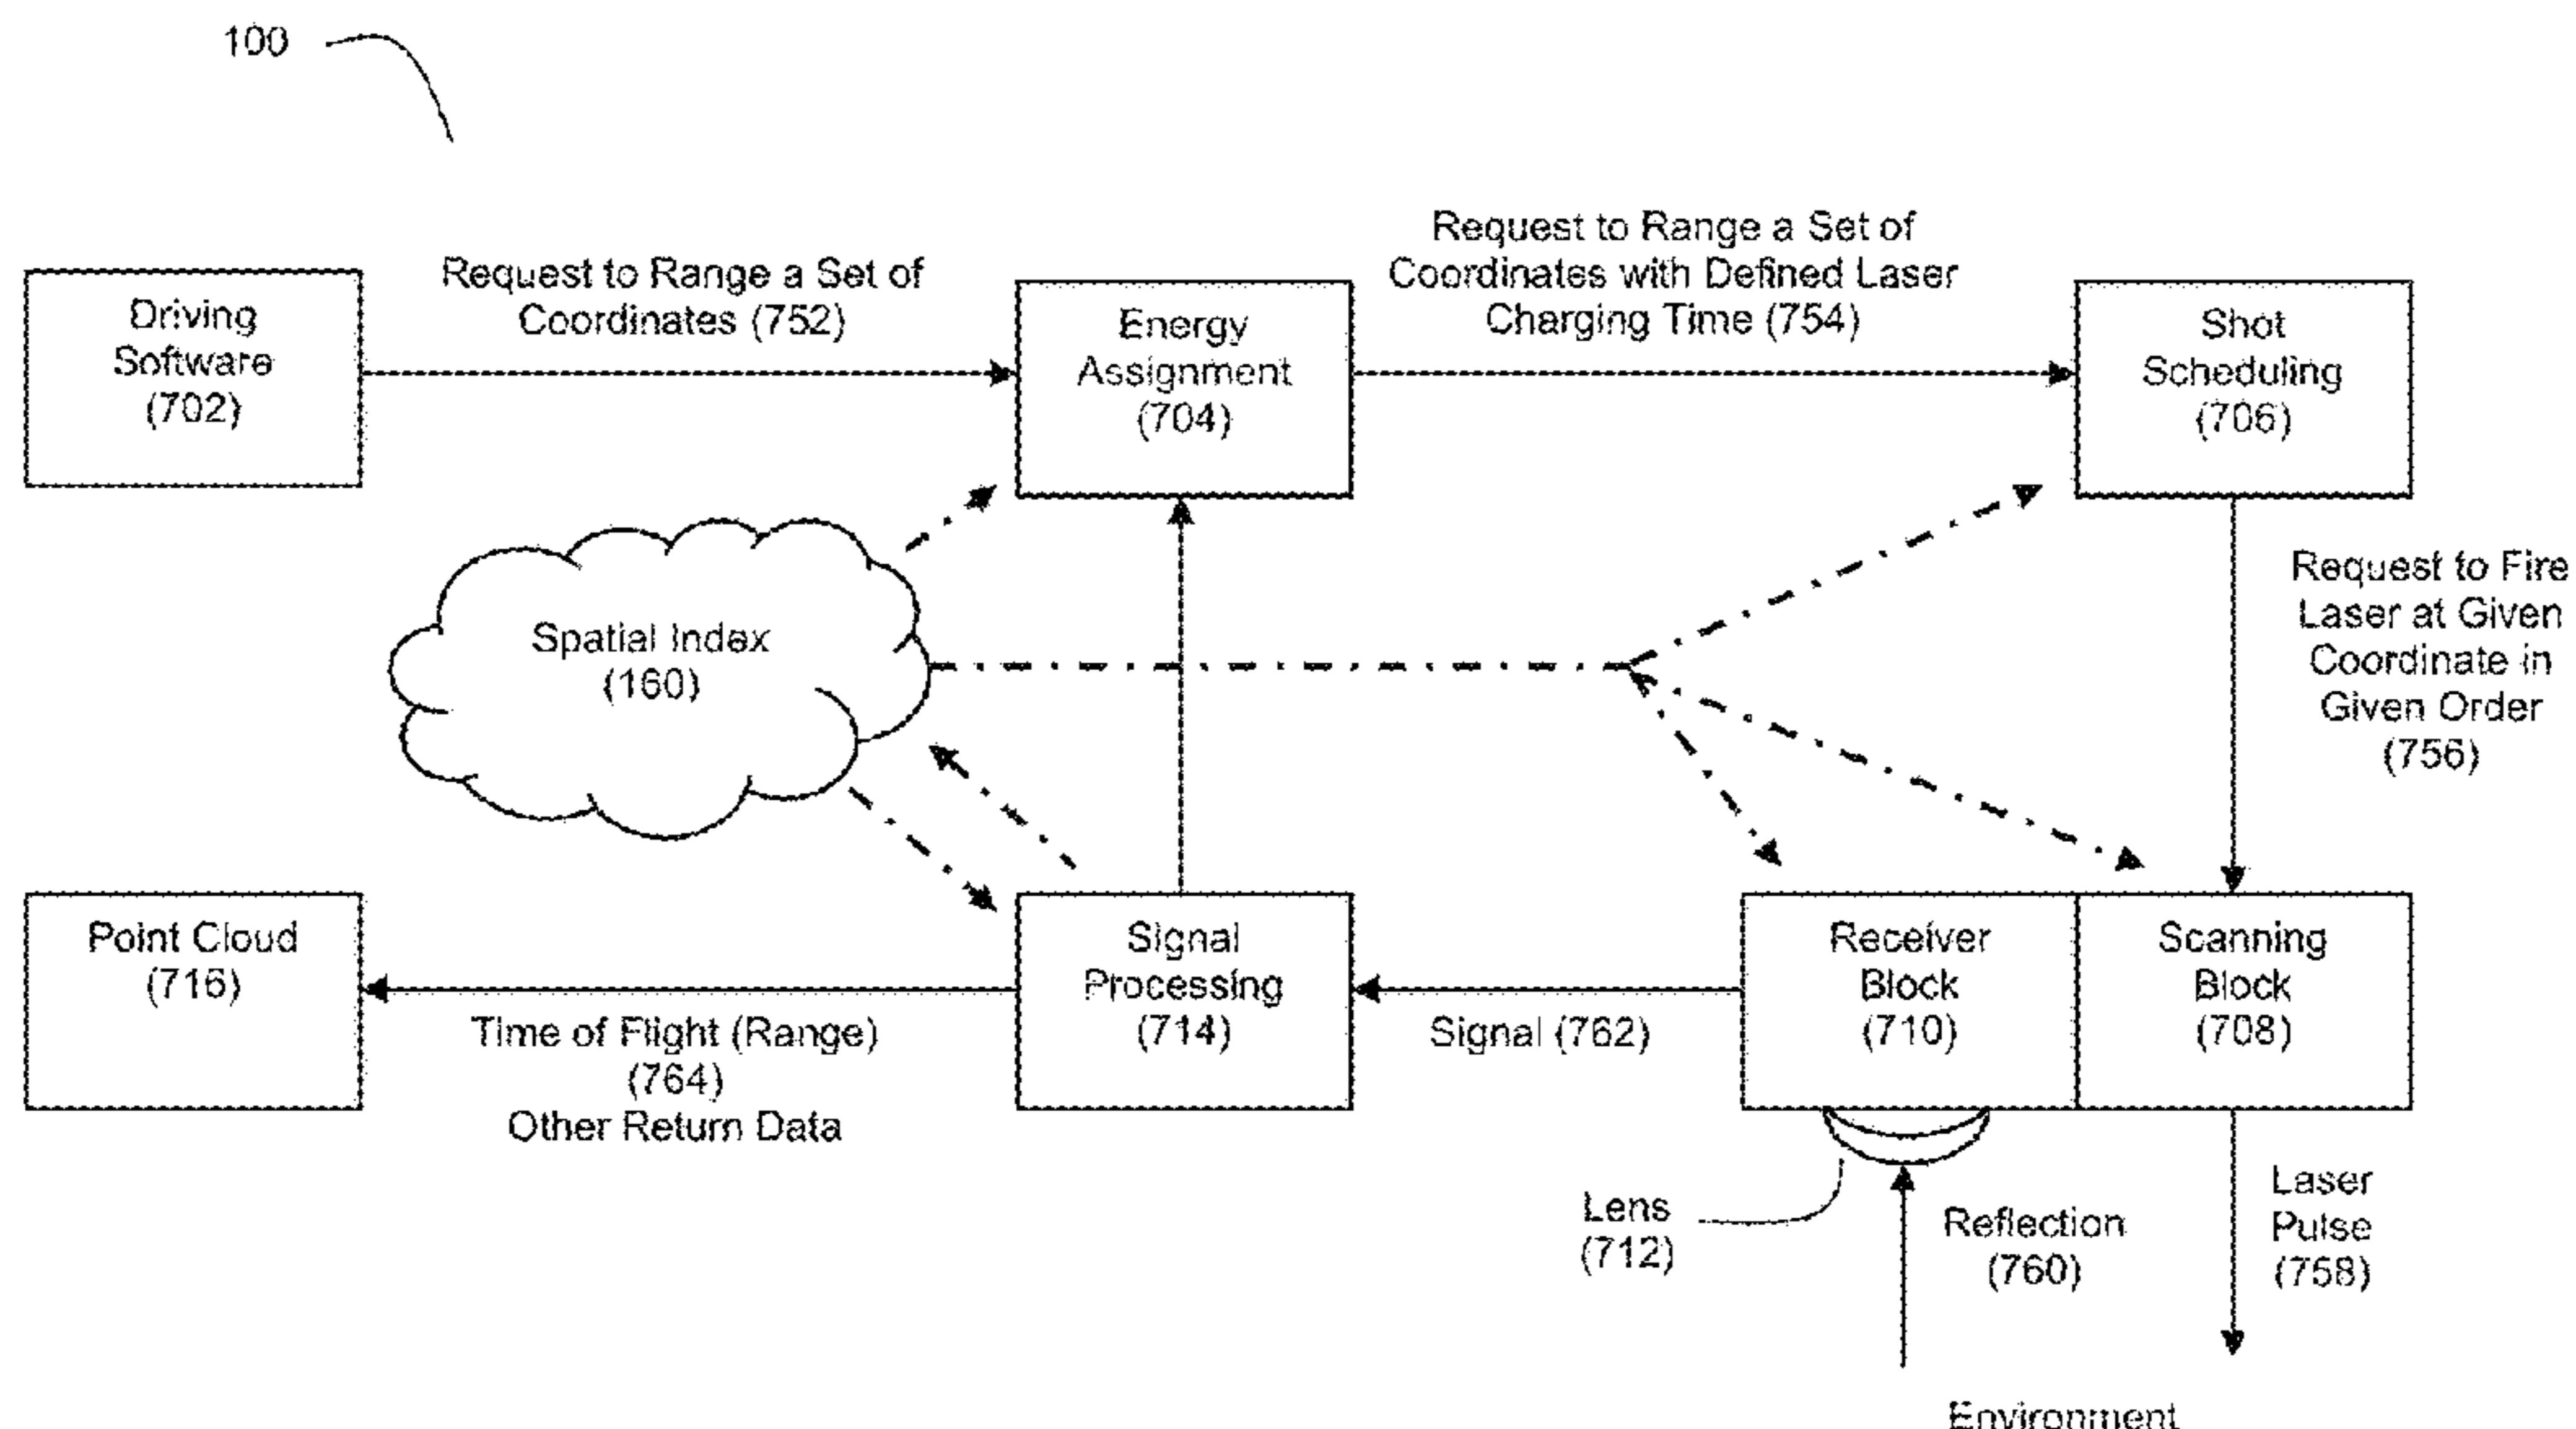 100
Request to Range a Set of
Coordinates with Defined Laser
Charging Time (754)
Request to Range a Set of
Coordinates (752)
Driving
Software
(702)
Energy
Assignment
(704)
Shot
Scheduling
(706)
Request to Fire
Laser at Given
Coordinate in
Given Order
(756)
Spatial Index
(160)
Point Cloud
(716)
Signal
Processing
(714)
Receiver
Block
(710)
Scanning
Block
(708)
Time of Flight (Range)
(764)
Other Return Data
Signal (762)
Lens
(712)
Reflection
(760)
Laser
Pulse
(758)
Environment